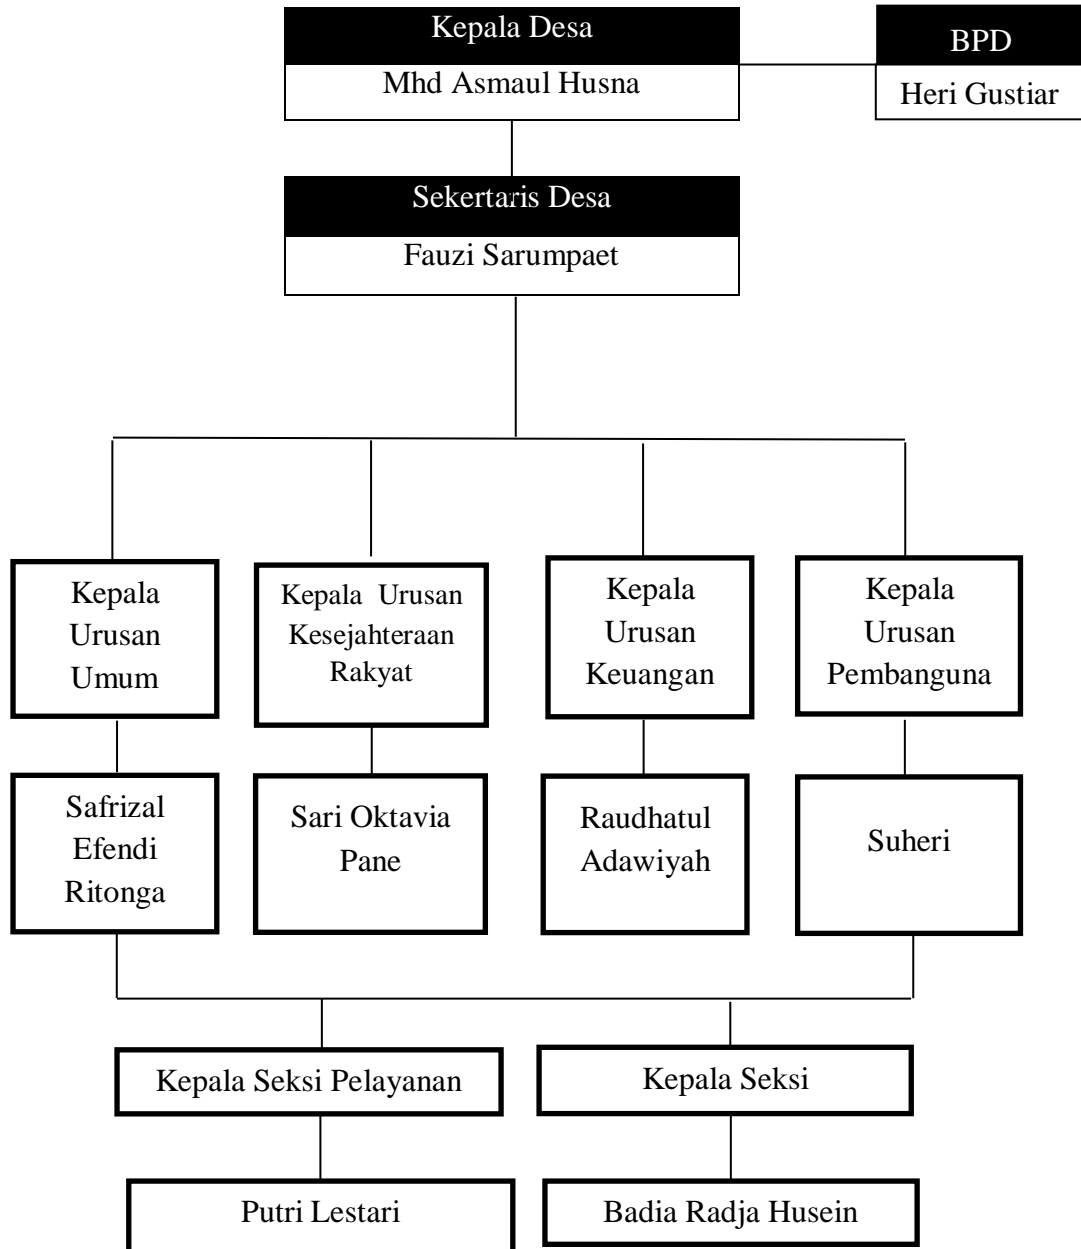 Kepala Desa
Mhd Asmaul Husna
BPD
Heri Gustiar
Sekertaris Desa
Fauzi Sarumpaet
Kepala
Urusan
Umum
Kepala Urusan
Kesejahteraan
Rakyat
Kepala
Urusan
Keuangan
Kepala
Urusan
Pembanguna
Safrizal
Efendi
Ritonga
Sari Oktavia
Pane
Raudhatul
Adawiyah
Suheri
Kepala Seksi Pelayanan
Kepala Seksi
Putri Lestari
Badia Radja Husein